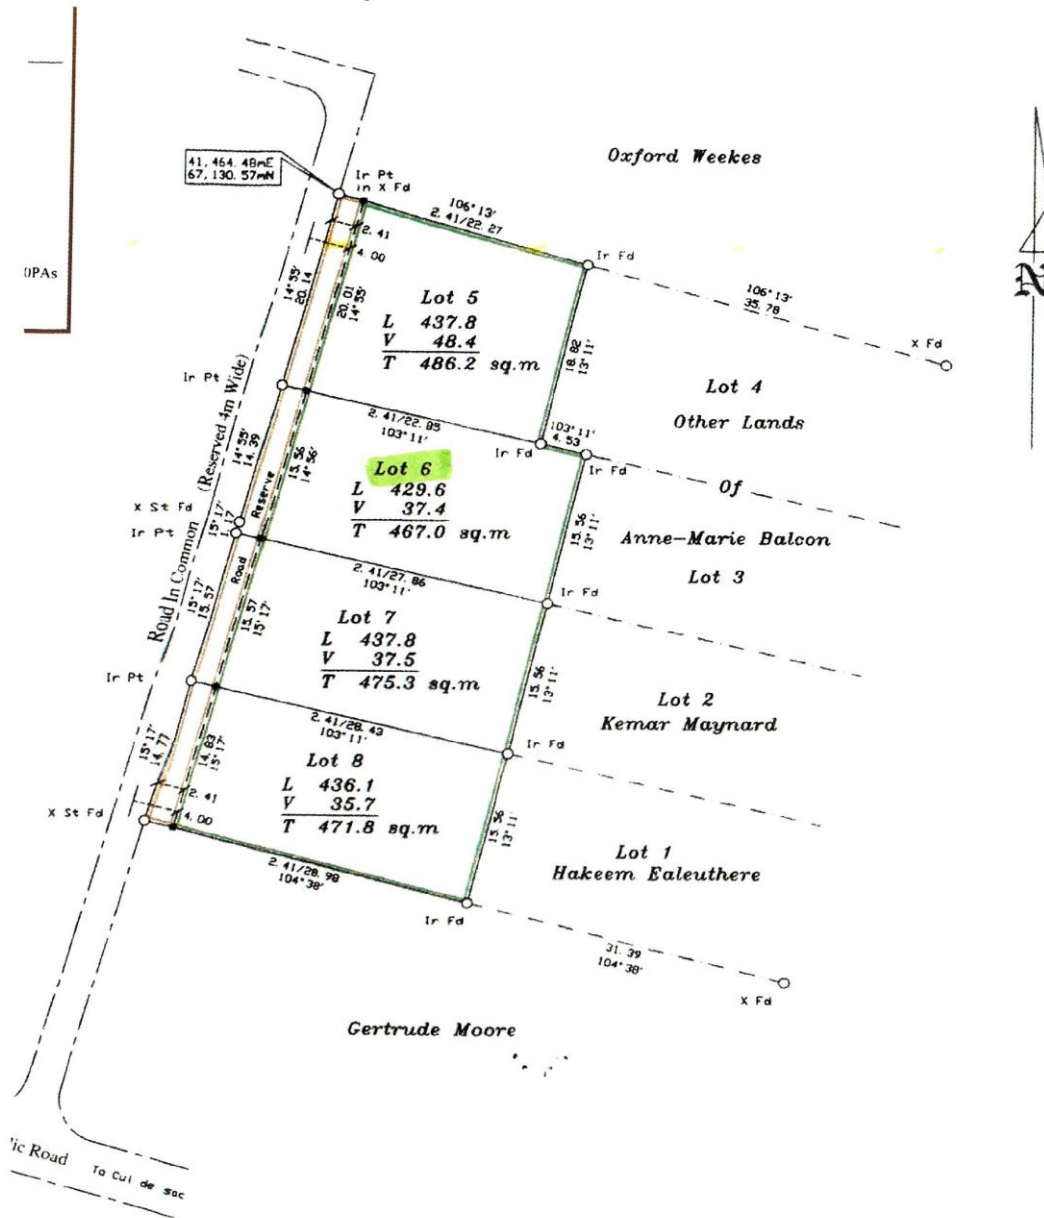 Oxford Weekes
41,464.48mE
67,130.57mN
Ir Pt
in X Fd
106°13'
2.41/22.27
2.41
4.00
Ir Fd
0PAs
106°13'
35.78
X Fd
N
14°55'
20.14
20.01
14°55'
Lot 5
L 437.8
V 48.4
T 486.2 sq.m
18.82
13°11'
Ir Pt
Lot 4
Other Lands
2.41/22.85
103°11'
103°11'
4.53
Ir Fd
Ir Fd
Of
Anne-Marie Balcon
Lot 3
Road In Common (Reserved 4m Wide)
14°55'
14.39
15.56
14°56'
Lot 6
L 429.6
V 37.4
T 467.0 sq.m
15.56
13°11'
X St Fd
15°17'
1.17
Ir Pt
Road Reserve
2.41/27.86
103°11'
Ir Fd
15°17'
15.57
15.57
15°17'
Lot 7
L 437.8
V 37.5
T 475.3 sq.m
15.56
13°11'
Lot 2
Kemar Maynard
Ir Pt
2.41/28.43
103°11'
Ir Fd
15°17'
14.77
14.83
15°17'
Lot 8
L 436.1
V 35.7
T 471.8 sq.m
15.56
13°11'
2.41
4.00
X St Fd
Lot 1
Hakeem Ealeuthere
2.41/28.98
104°38'
Ir Fd
31.39
104°38'
X Fd
Gertrude Moore
lic Road
To Cul de sac